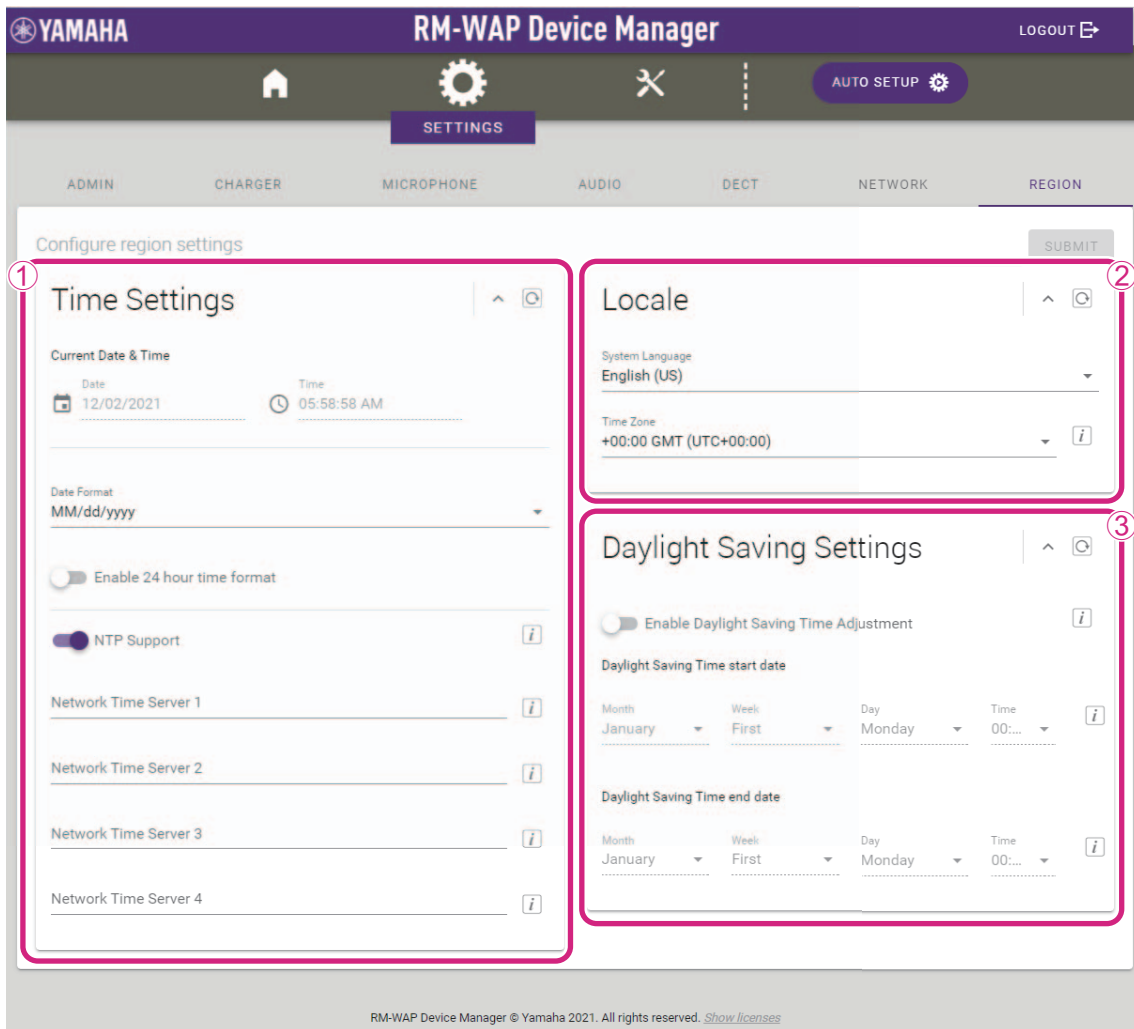 YAMAHA
RM-WAP Device Manager
LOGOUT
AUTO SETUP
SETTINGS
ADMIN CHARGER MICROPHONE AUDIO DECT NETWORK REGION
Configure region settings
SUBMIT
1
Time Settings
Current Date & Time
Date Time
12/02/2021 05:58:58 AM
Date Format
MM/dd/yyyy
Enable 24 hour time format
NTP Support i
Network Time Server 1 i
Network Time Server 2 i
Network Time Server 3 i
Network Time Server 4 i
2
Locale
System Language
English (US)
Time Zone
+00:00 GMT (UTC+00:00) i
3
Daylight Saving Settings
Enable Daylight Saving Time Adjustment i
Daylight Saving Time start date
Month Week Day Time
January First Monday 00:... i
Daylight Saving Time end date
Month Week Day Time
January First Monday 00:... i
RM-WAP Device Manager © Yamaha 2021. All rights reserved. Show licenses